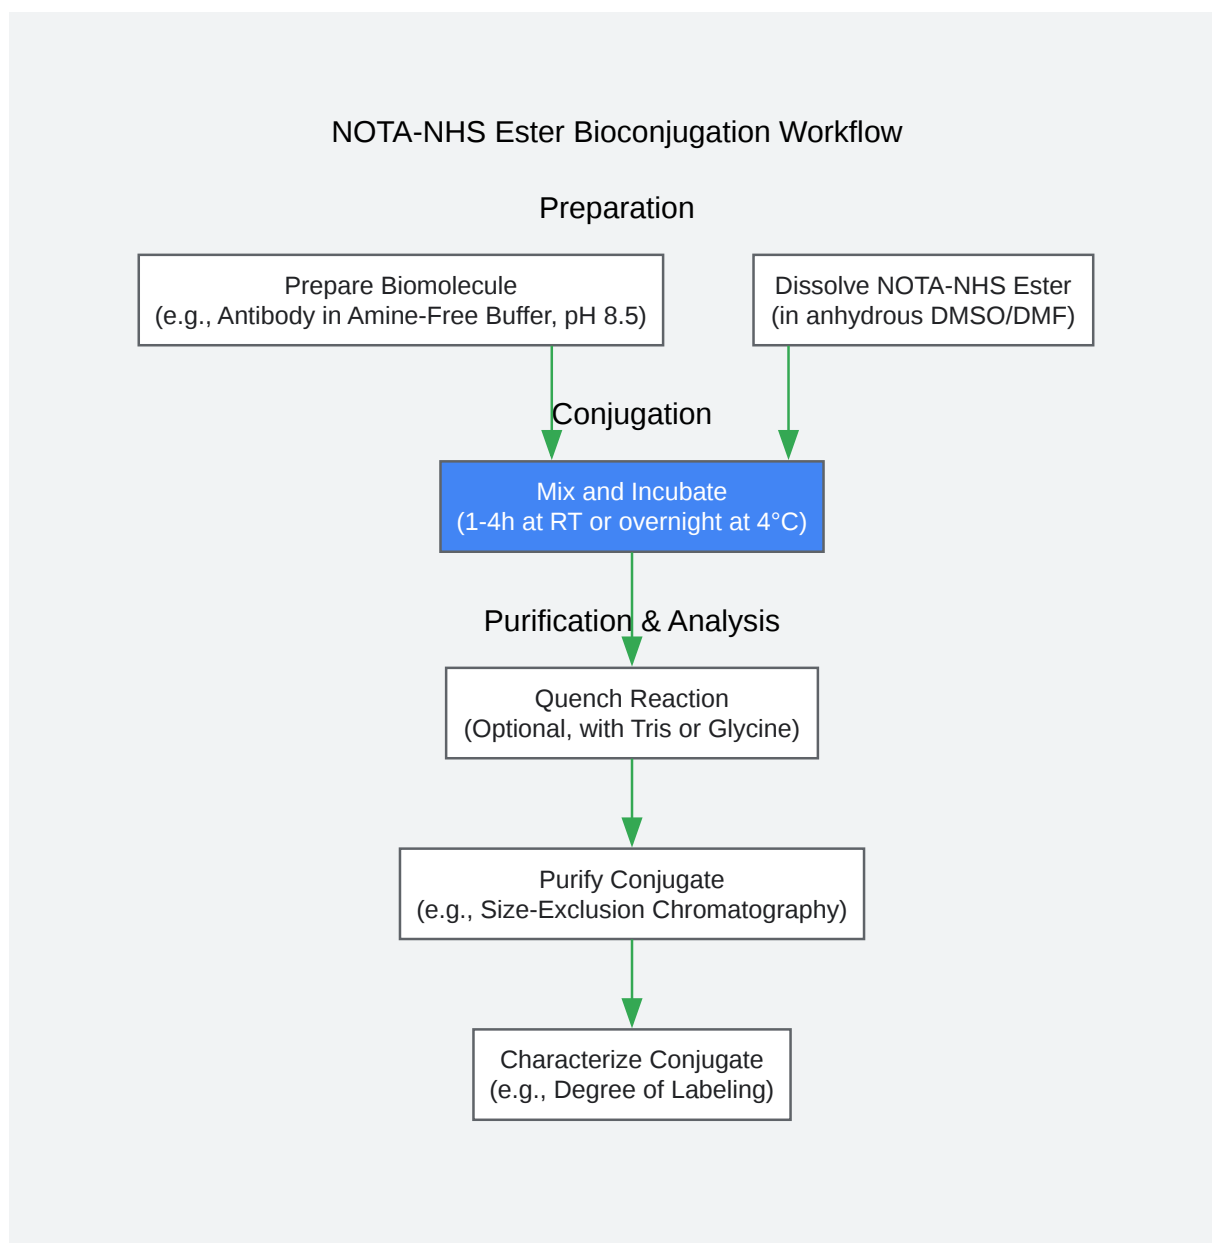 NOTA-NHS Ester Bioconjugation Workflow
Preparation
Prepare Biomolecule
(e.g., Antibody in Amine-Free Buffer, pH 8.5)
Dissolve NOTA-NHS Ester
(in anhydrous DMSO/DMF)
Conjugation
Mix and Incubate
(1-4h at RT or overnight at 4°C)
Purification & Analysis
Quench Reaction
(Optional, with Tris or Glycine)
Purify Conjugate
(e.g., Size-Exclusion Chromatography)
Characterize Conjugate
(e.g., Degree of Labeling)